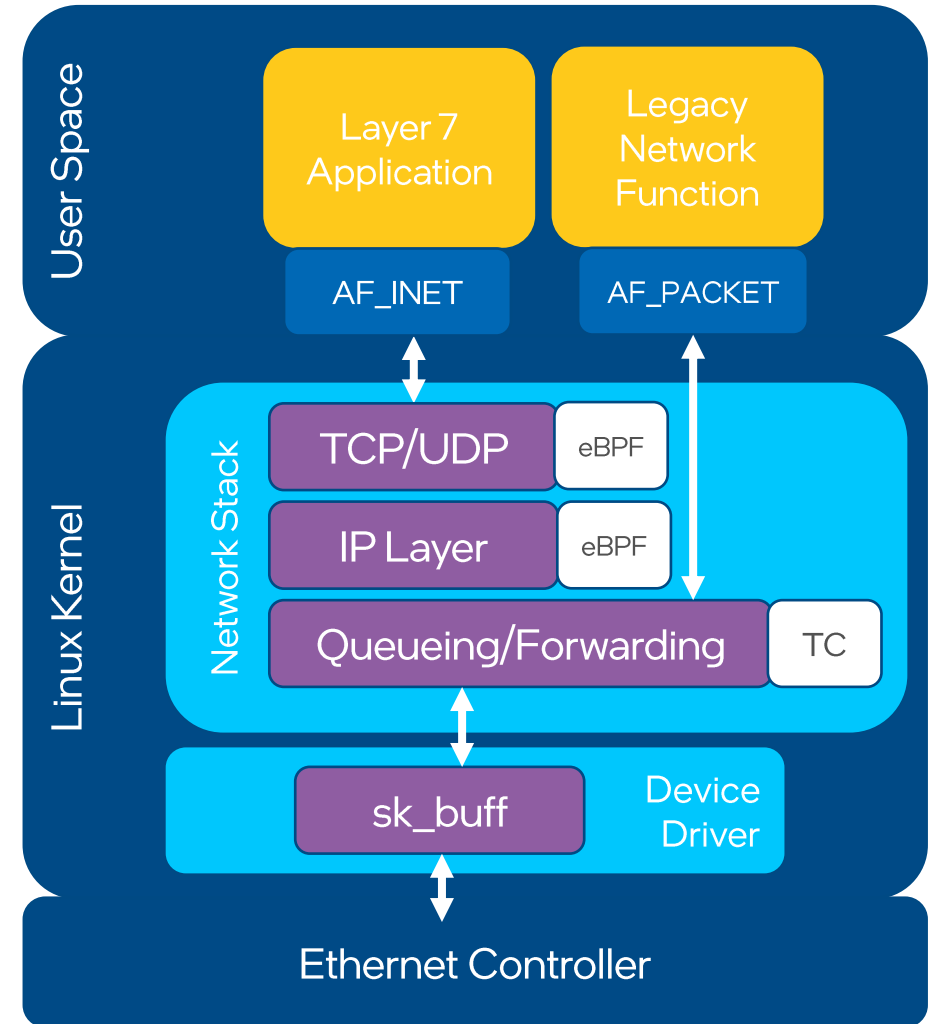 User Space
Layer 7
Application
Legacy
Network
Function
AF_INET
AF_PACKET
Linux Kernel
Network Stack
TCP/UDP
eBPF
IP Layer
eBPF
Queueing/Forwarding
TC
sk_buff
Device
Driver
Ethernet Controller